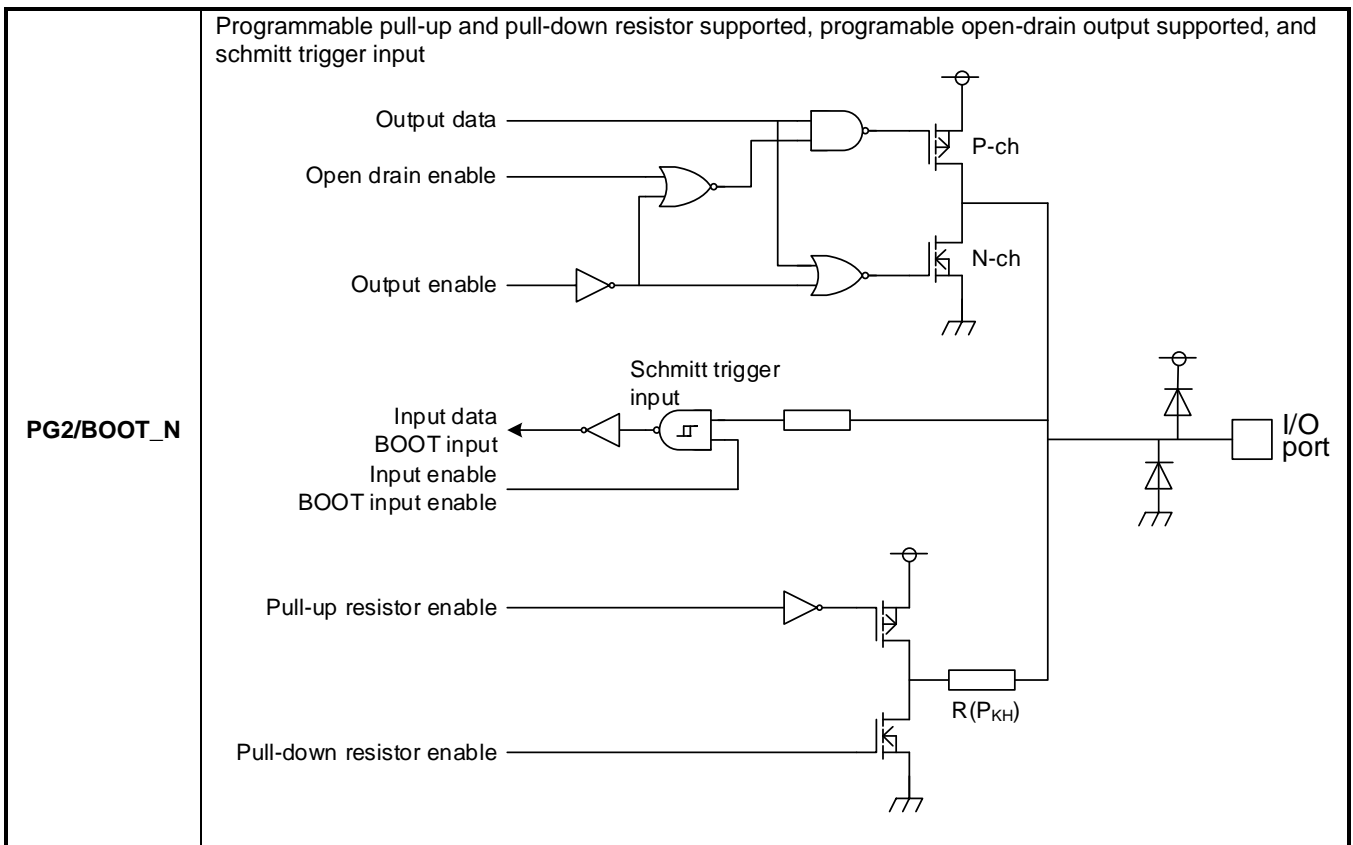 PG2/BOOT_N
Programmable pull-up and pull-down resistor supported, programable open-drain output supported, and
schmitt trigger input
Output data
P-ch
Open drain enable
N-ch
Output enable
Schmitt trigger
input
Input data
BOOT input
Input enable
BOOT input enable
I/O
port
Pull-up resistor enable
R(PKH)
Pull-down resistor enable